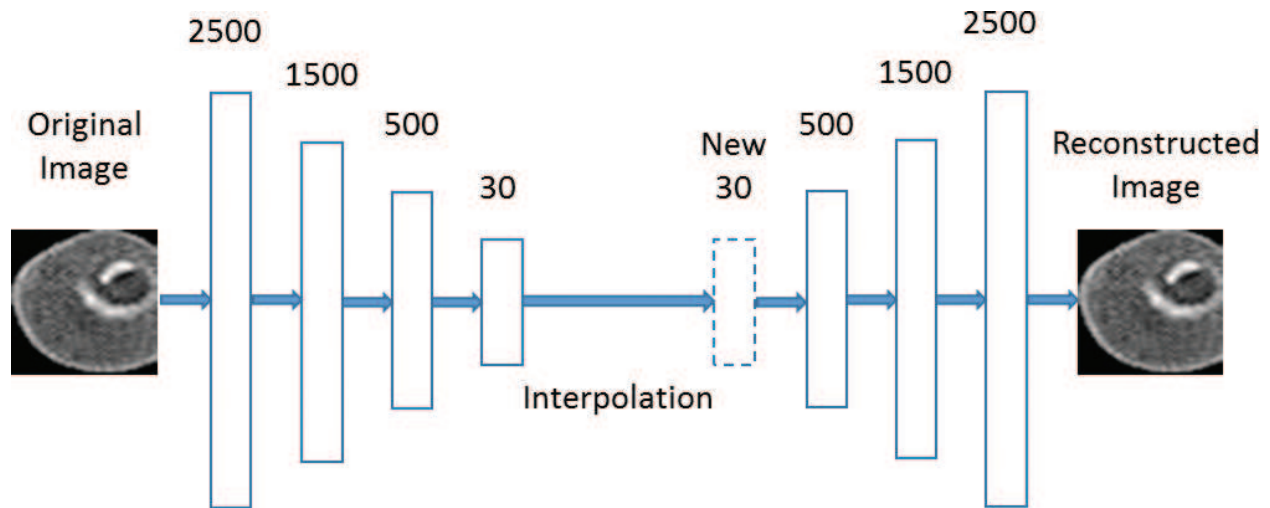 Original
Image
2500
1500
500
30
Interpolation
New
30
500
1500
2500
Reconstructed
Image